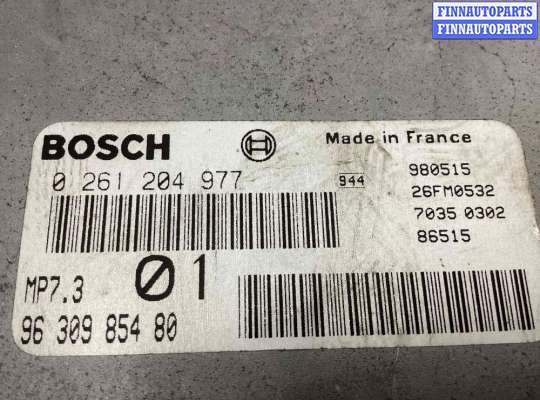 FINNAUTOPARTS
FINNAUTOPARTS
BOSCH Made in France
0 261 204 977 944 980515
26FM0532
7035 0302
86515
MP7.3 01
96 309 854 80